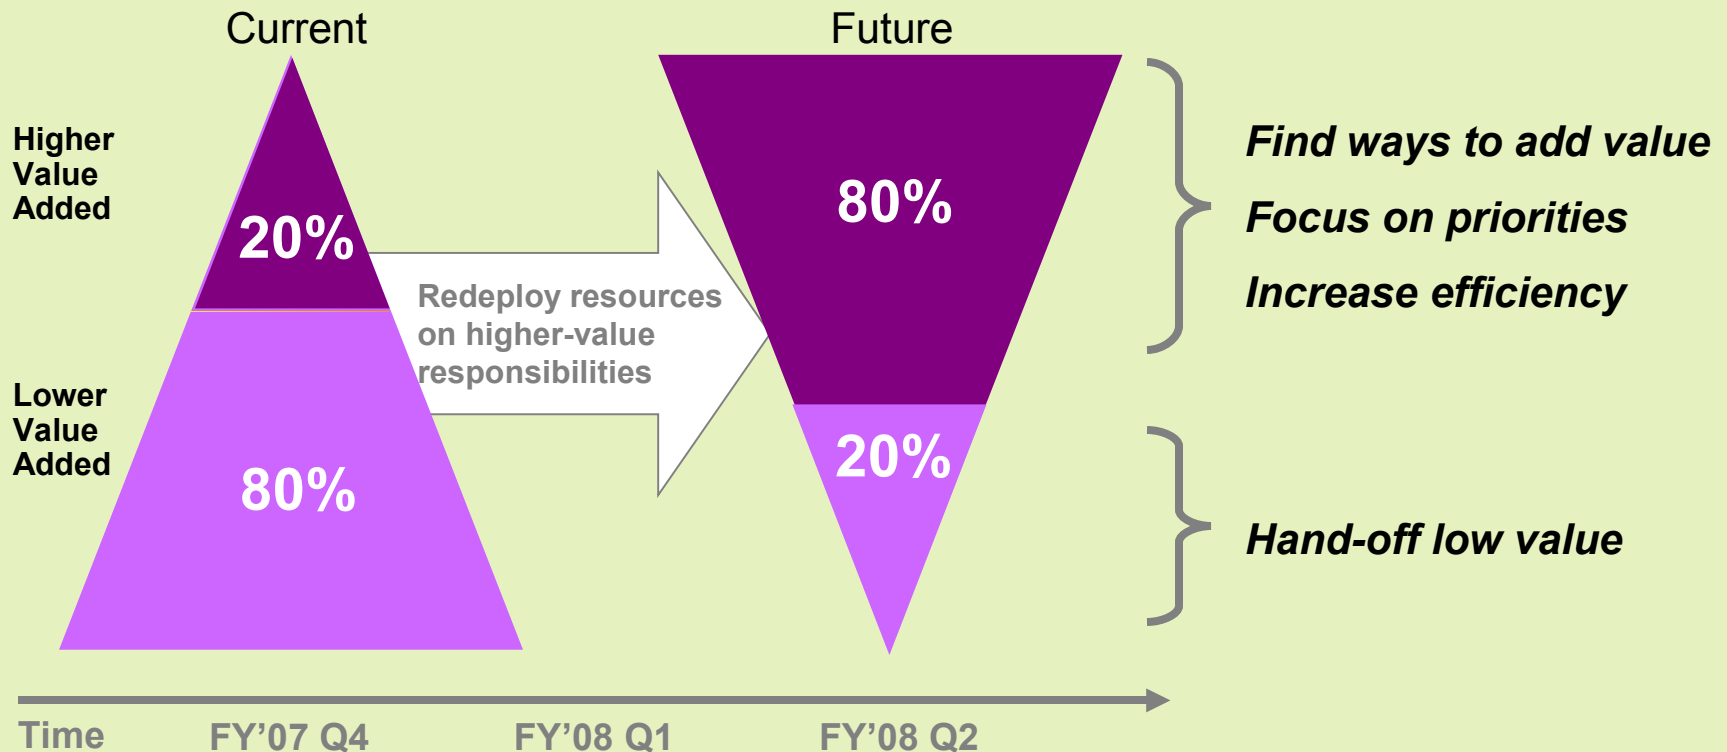 Current
Future
Higher
Value
Added
20%
80%
Find ways to add value
Focus on priorities
Increase efficiency
Redeploy resources
on higher-value
responsibilities
Lower
Value
Added
80%
20%
Hand-off low value
Time
FY’07 Q4
FY’08 Q1
FY’08 Q2